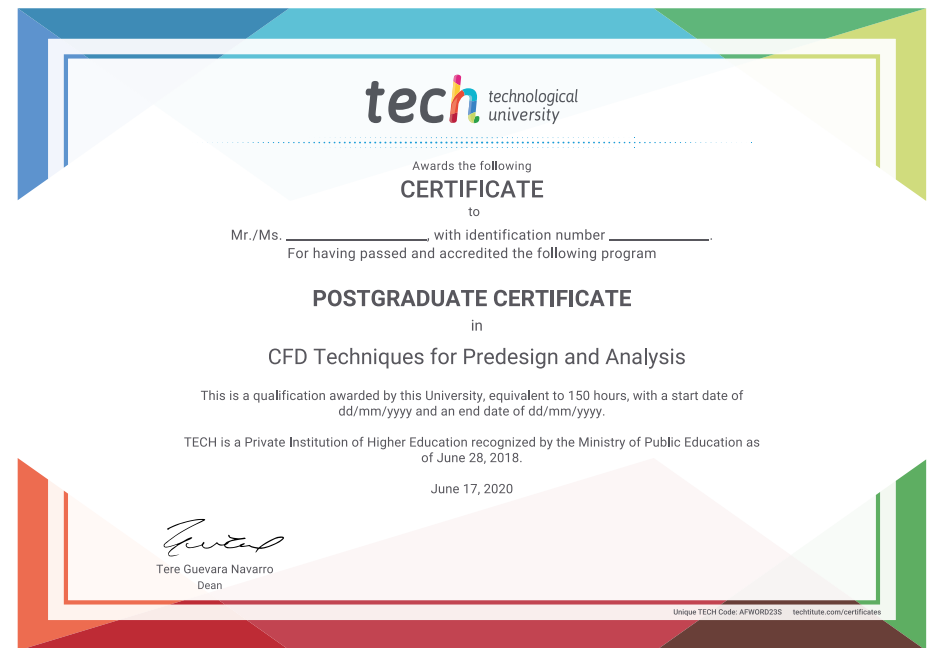 tech technological
university
Awards the following
CERTIFICATE
to
Mr./Ms. ____________________, with identification number ______________.
For having passed and accredited the following program
POSTGRADUATE CERTIFICATE
in
CFD Techniques for Predesign and Analysis
This is a qualification awarded by this University, equivalent to 150 hours, with a start date of
dd/mm/yyyy and an end date of dd/mm/yyyy.
TECH is a Private Institution of Higher Education recognized by the Ministry of Public Education as
of June 28, 2018.
June 17, 2020
Tere Guevara Navarro
Dean
Unique TECH Code: AFWORD23S techtitute.com/certificates